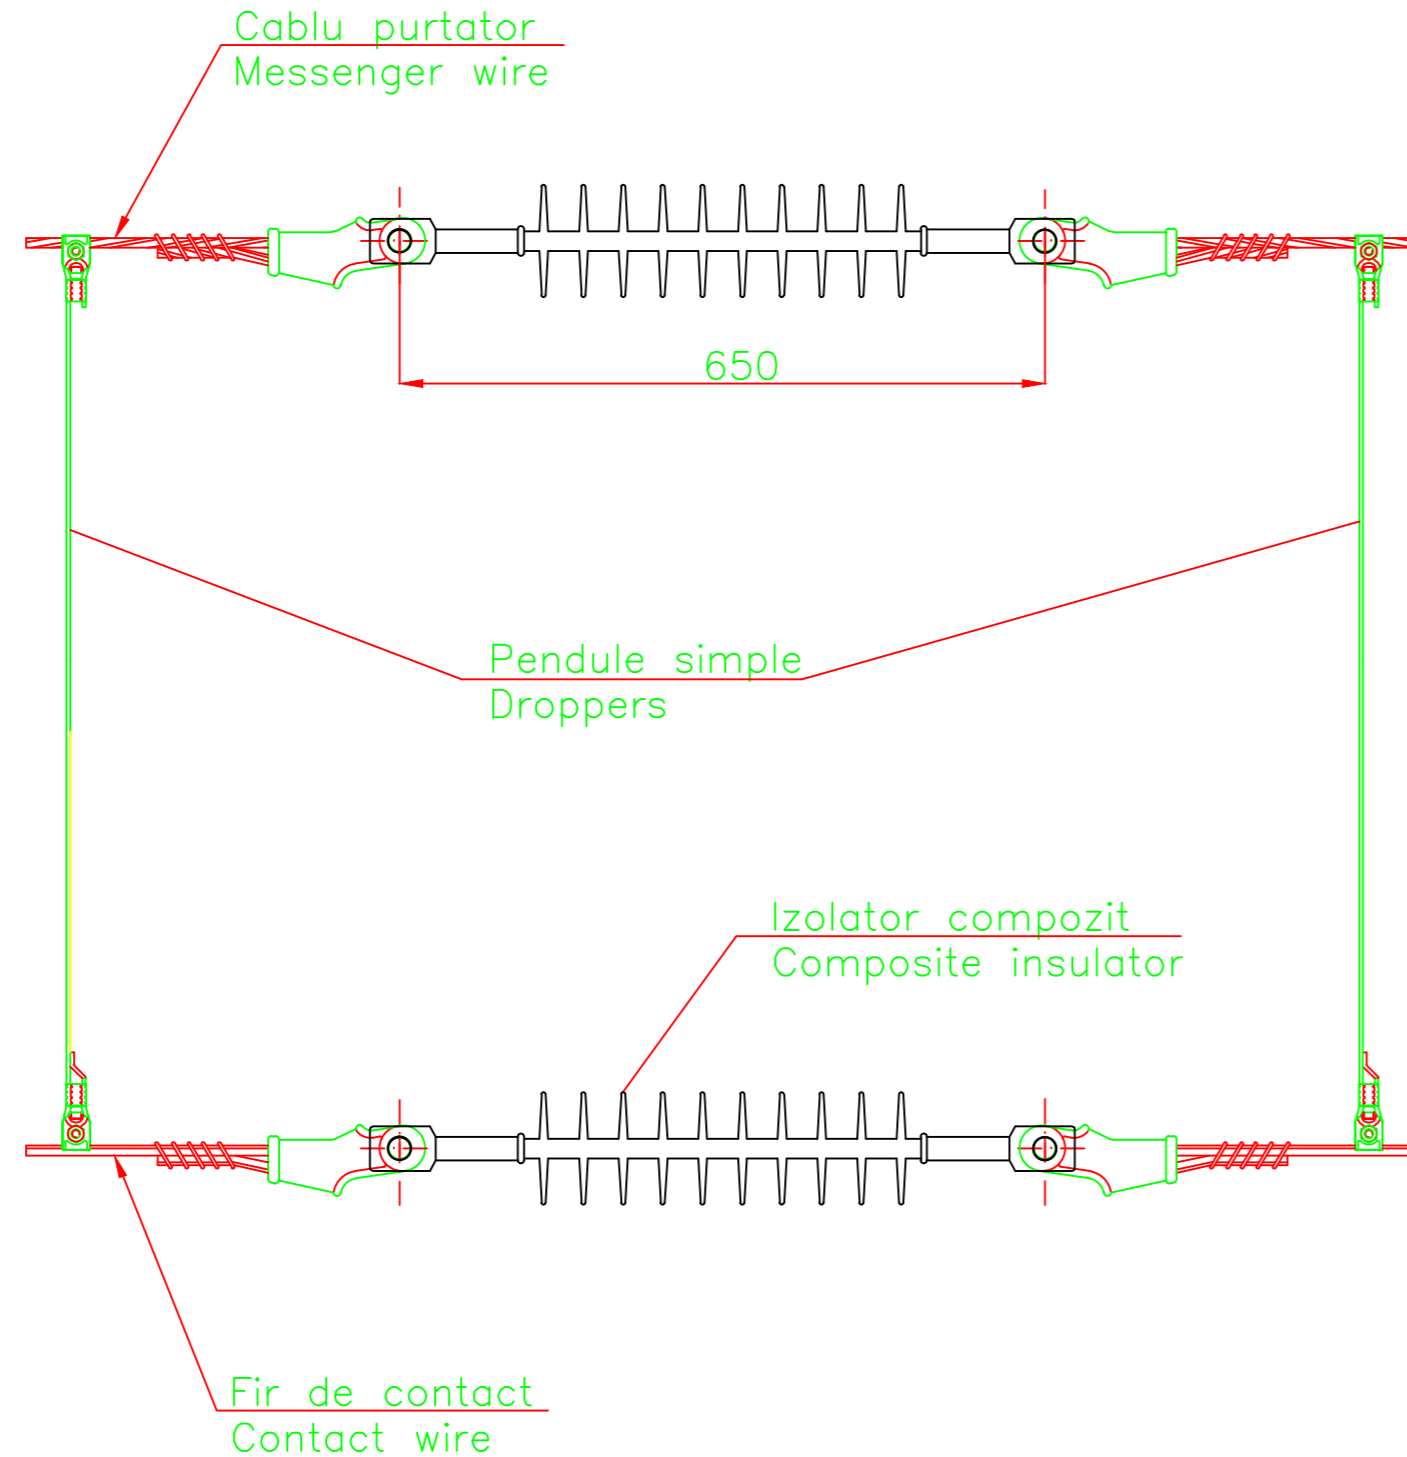 Cablu purtator
Messenger wire
650
Pendule simple
Droppers
Izolator compozit
Composite insulator
Fir de contact
Contact wire